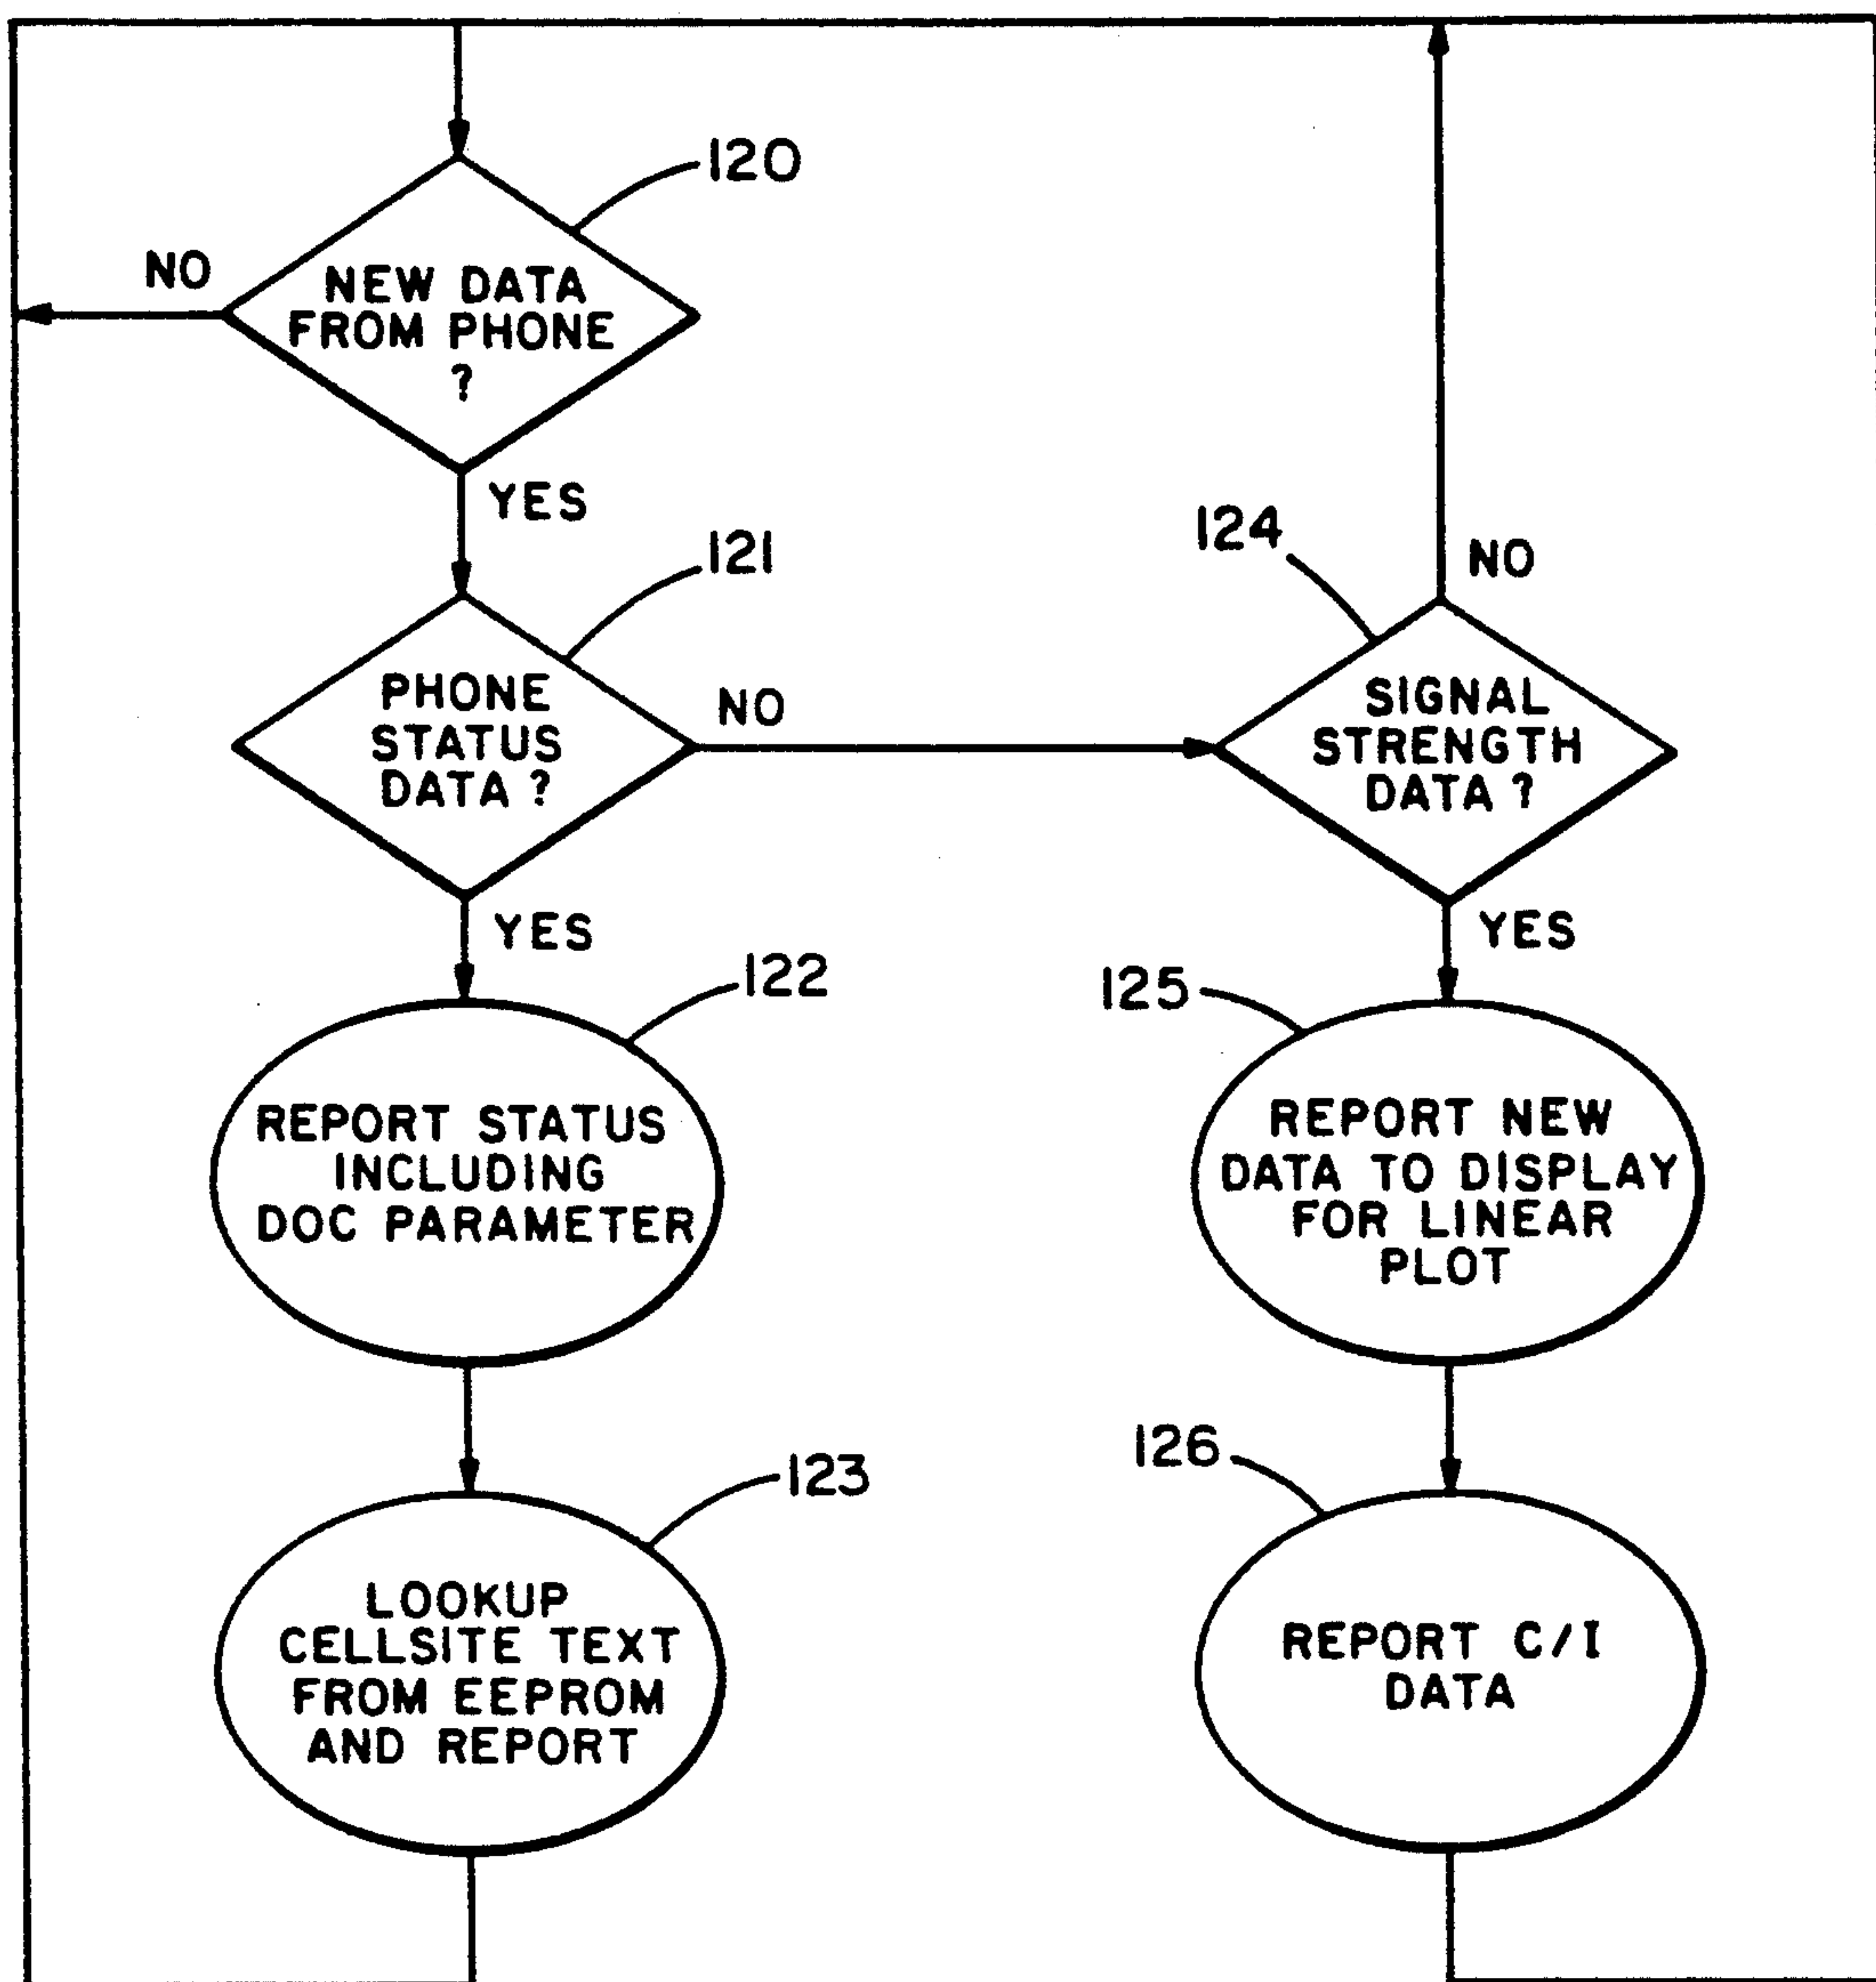 120
NO
NEW DATA
FROM PHONE
?
YES
121
PHONE
STATUS
DATA ?
NO
124
NO
SIGNAL
STRENGTH
DATA ?
YES
122
REPORT STATUS
INCLUDING
DOC PARAMETER
YES
125
REPORT NEW
DATA TO DISPLAY
FOR LINEAR
PLOT
123
LOOKUP
CELLSITE TEXT
FROM EEPROM
AND REPORT
126
REPORT C/I
DATA